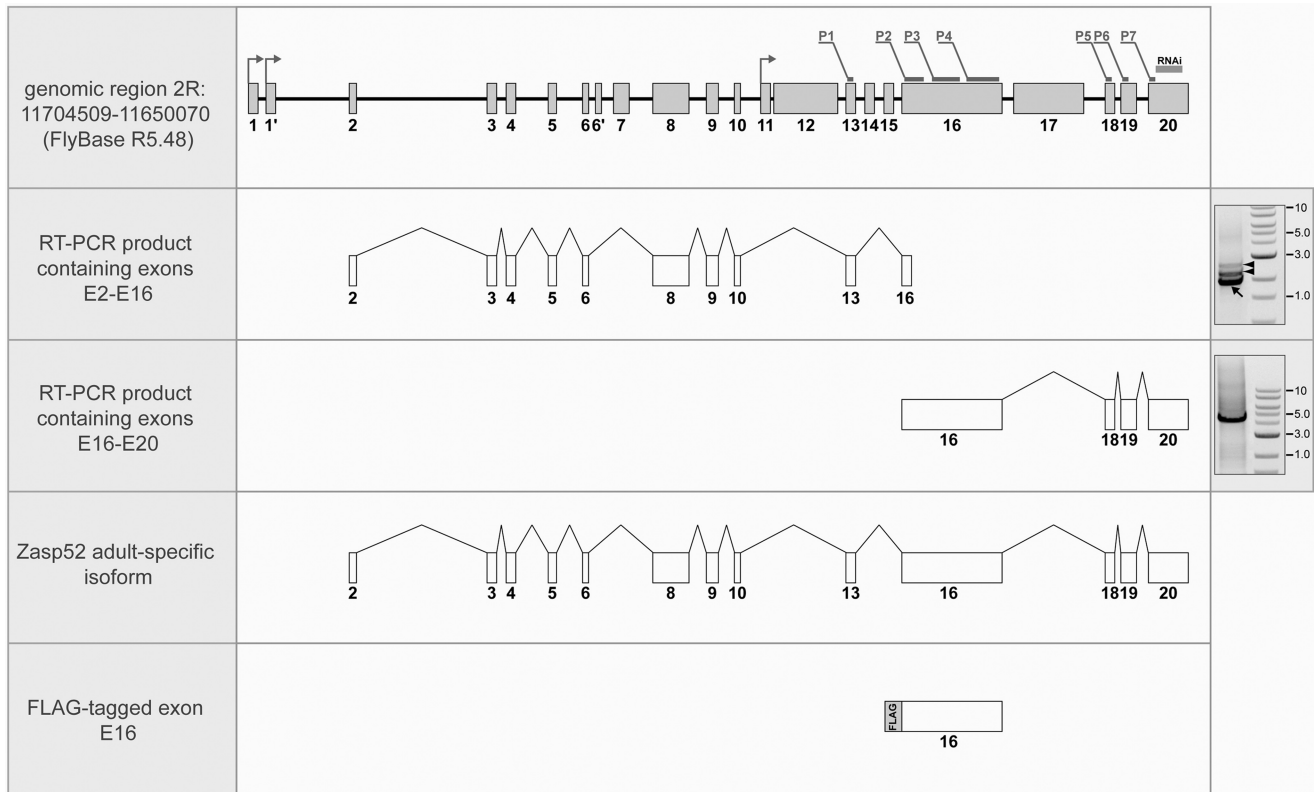 genomic region 2R:
11704509-11650070
(FlyBase R5.48)
P1 P2 P3 P4 P5 P6 P7
RNAi
1 1' 2 3 4 5 6 6' 7 8 9 10 11 12 13 14 15 16 17 18 19 20
RT-PCR product
containing exons
E2-E16
2 3 4 5 6 8 9 10 13 16
10
5.0
3.0
1.0
RT-PCR product
containing exons
E16-E20
16 18 19 20
10
5.0
3.0
1.0
Zasp52 adult-specific
isoform
2 3 4 5 6 8 9 10 13 16 18 19 20
FLAG-tagged exon
E16
FLAG
16